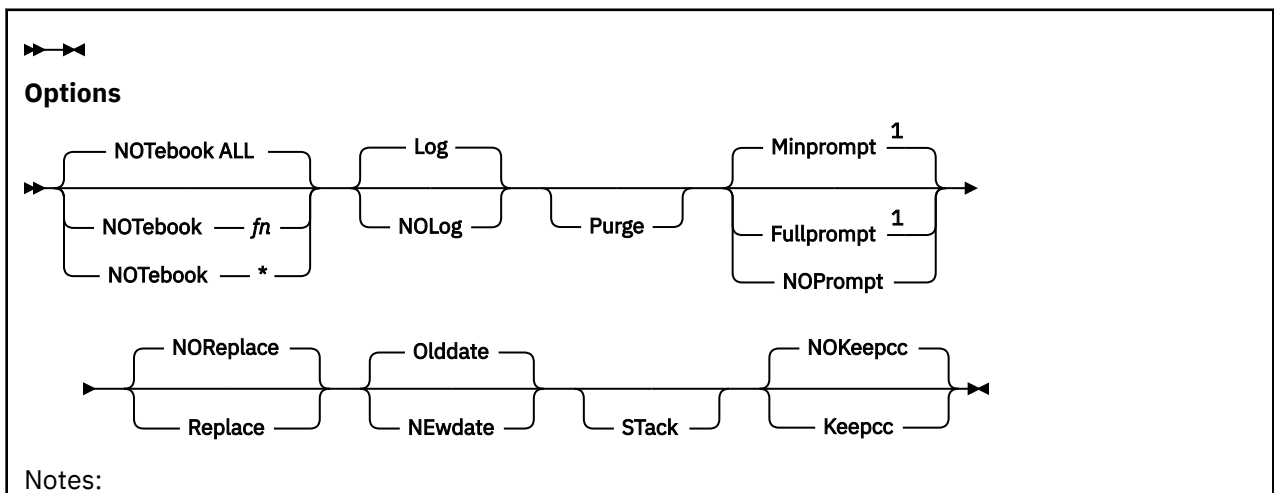 Options
NOTebook ALL
NOTebook fn
NOTebook *
Log
NOLog
Purge
Minprompt 1
Fullprompt 1
NOPrompt
NOReplace
Replace
Olddate
NEwdate
STack
NOKeepcc
Keepcc
Notes: